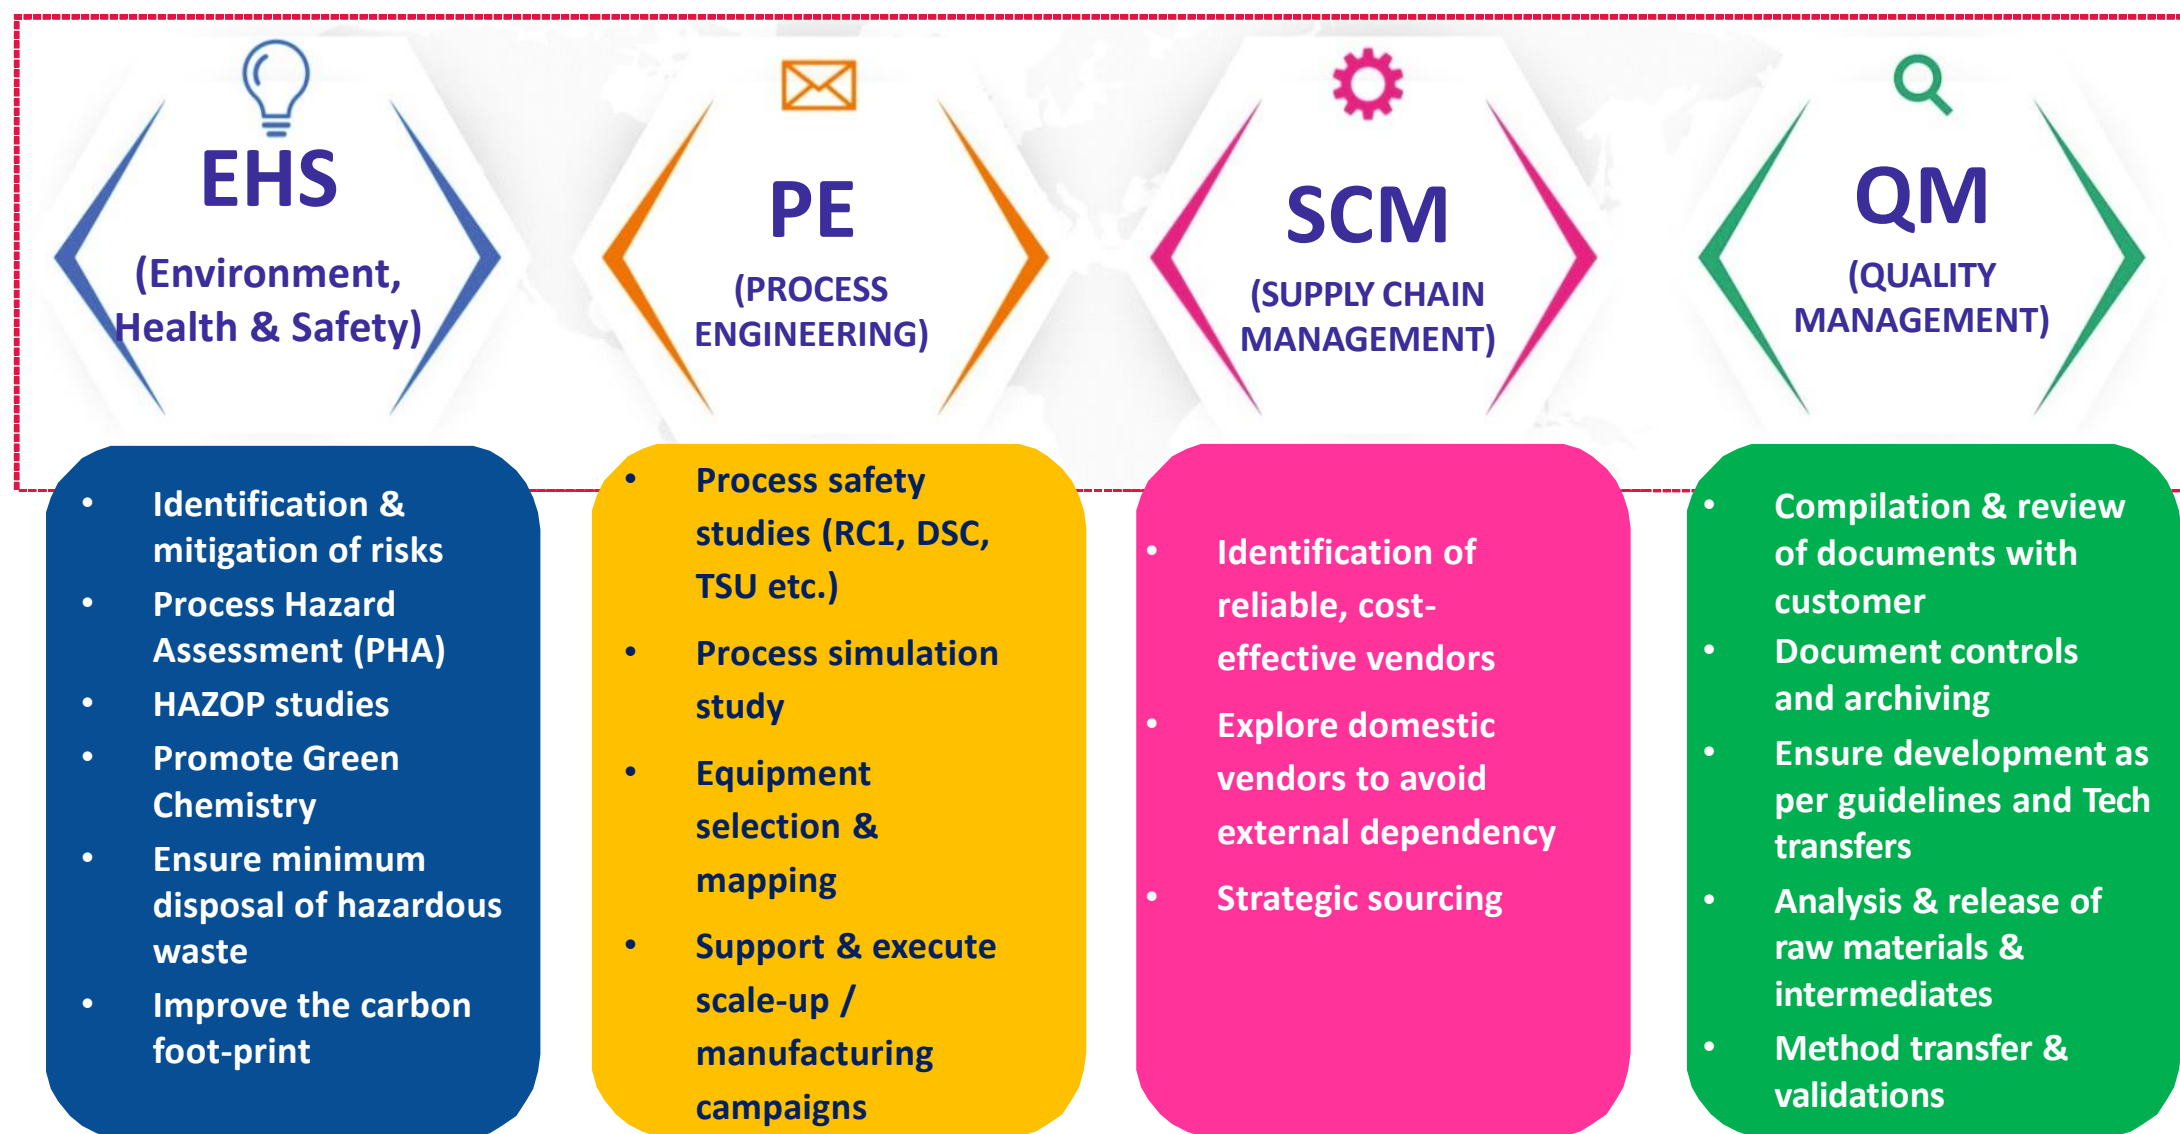 EHS
(Environment,
Health & Safety)
• Identification &
mitigation of risks
• Process Hazard
Assessment (PHA)
• HAZOP studies
• Promote Green
Chemistry
• Ensure minimum
disposal of hazardous
waste
• Improve the carbon
foot-print
PE
(PROCESS
ENGINEERING)
• Process safety
studies (RC1, DSC,
TSU etc.)
• Process simulation
study
• Equipment
selection &
mapping
• Support & execute
scale-up /
manufacturing
campaigns
SCM
(SUPPLY CHAIN
MANAGEMENT)
• Identification of
reliable, cost-
effective vendors
• Explore domestic
vendors to avoid
external dependency
• Strategic sourcing
QM
(QUALITY
MANAGEMENT)
• Compilation & review
of documents with
customer
• Document controls
and archiving
• Ensure development as
per guidelines and Tech
transfers
• Analysis & release of
raw materials &
intermediates
• Method transfer &
validations